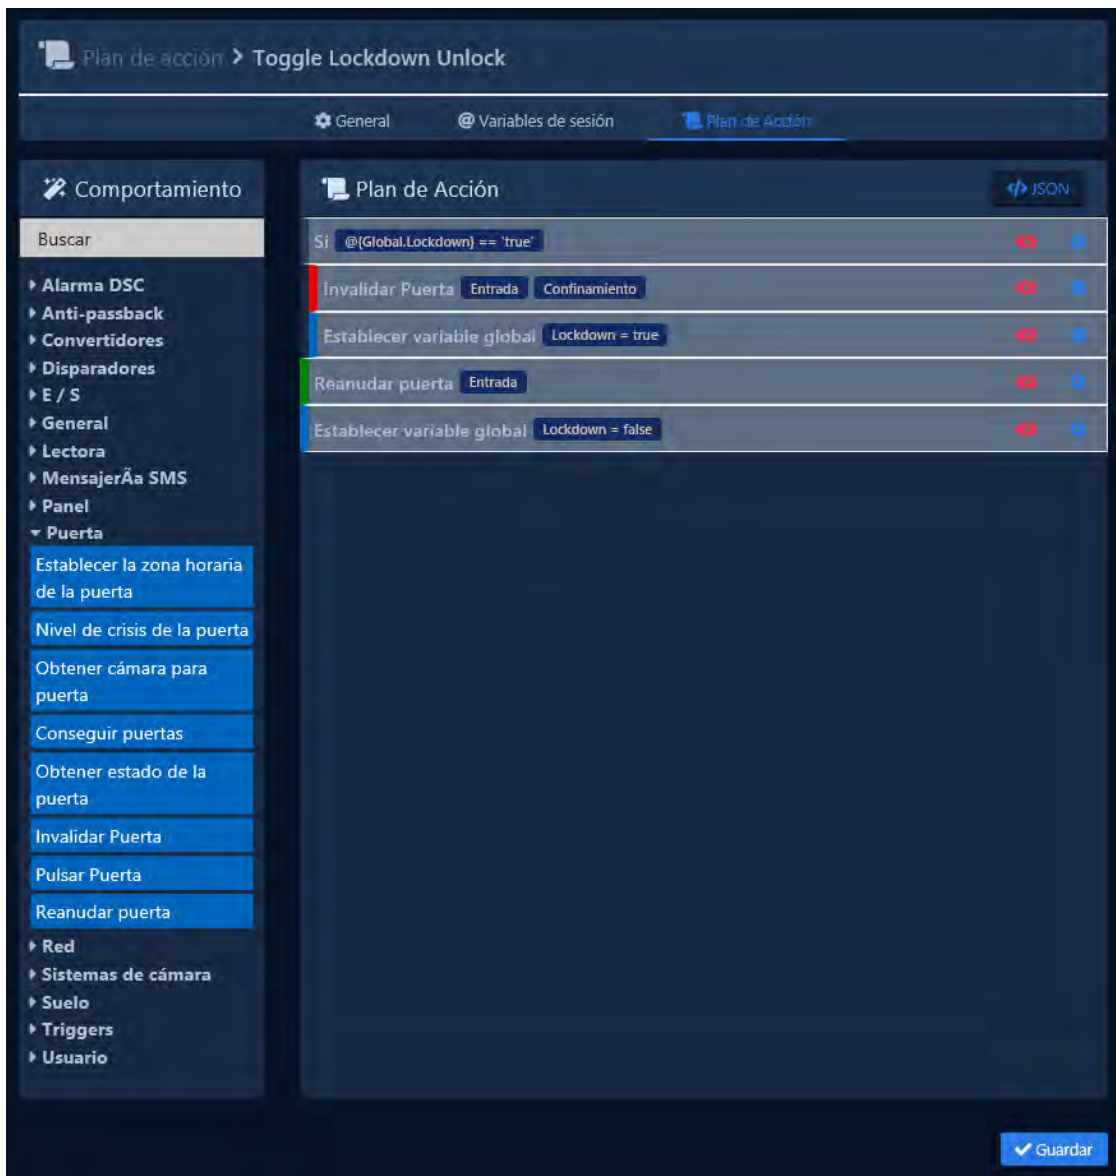 Plan de acción > Toggle Lockdown Unlock
General
@ Variables de sesión
Plan de Acción
Comportamiento
Buscar
Alarma DSC
Anti-passback
Convertidores
Disparadores
E / S
General
Lectora
MensajerÃa SMS
Panel
Puerta
Establecer la zona horaria
de la puerta
Nivel de crisis de la puerta
Obtener cámara para
puerta
Conseguir puertas
Obtener estado de la
puerta
Invalidar Puerta
Pulsar Puerta
Reanudar puerta
Red
Sistemas de cámara
Suelo
Triggers
Usuario
Plan de Acción
</> JSON
Si @{Global.Lockdown} == 'true'
Invalidar Puerta Entrada Confinamiento
Establecer variable global Lockdown = true
Reanudar puerta Entrada
Establecer variable global Lockdown = false
Guardar